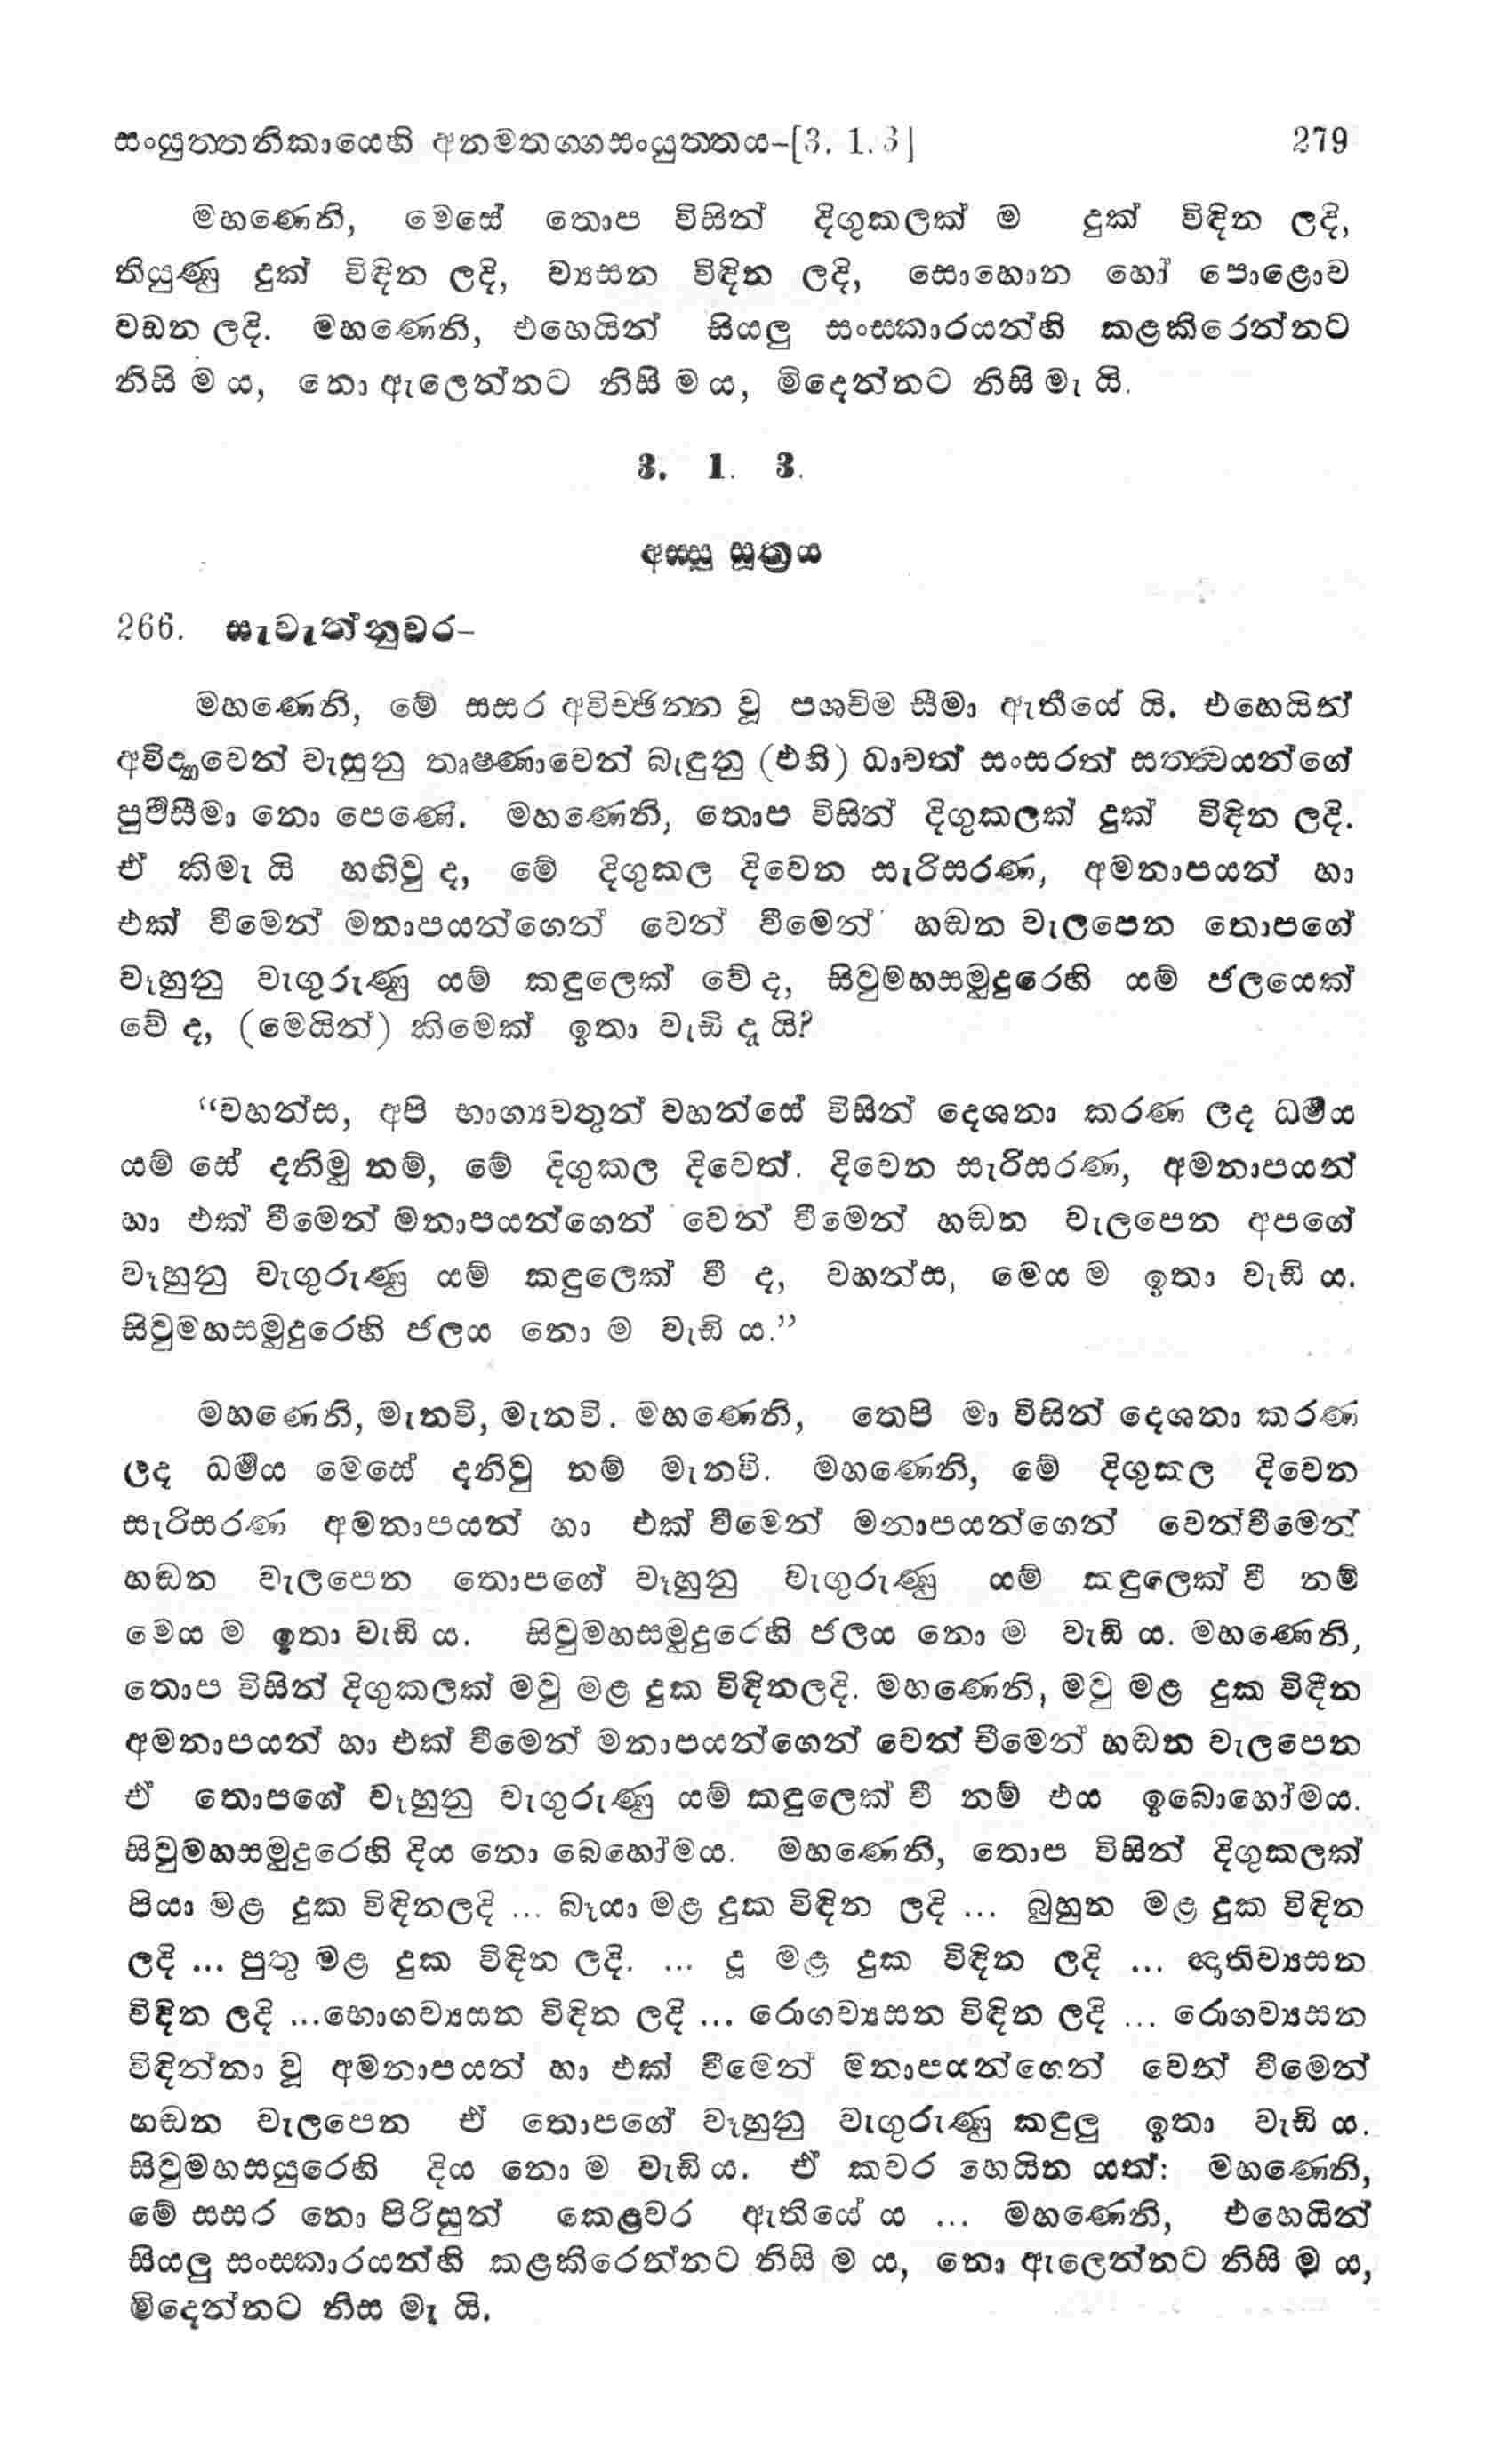 සංයුත්තනිකායෙහි අනමතග්ගසංයුත්තය-[3. 1. 3] 279
මහණෙනි, මෙසේ තොප විසින් දිගුකලක් ම දුක් විඳින ලදි,
තියුණු දුක් විඳින ලදි, ව්‍යසන විඳින ලදි, සොහොන හෝ පොළොව
වඩන ලදි. මහණෙනි, එහෙයින් සියලු සංස්කාරයන්හි කළකිරෙන්නට
නිසි ම ය, නො ඇලෙන්නට නිසි ම ය, මිදෙන්නට නිසි මැ යි.
3. 1. 3.
අස්සු සූත්‍රය
266. සැවැත්නුවර-
මහණෙනි, මේ සසර අවිච්ඡින්න වූ පශ්චිම සීමා ඇතියේ යි. එහෙයින්
අවිද්‍යාවෙන් වැසුනු තෘෂ්ණාවෙන් බැඳුනු (එහි) ධාවත් සංසරත් සත්ත්‍වයන්ගේ
පූර්‍වසීමා නො පෙණේ. මහණෙනි, තොප විසින් දිගුකලක් දුක් විඳින ලදි.
ඒ කිමැ යි හඟිවු ද, මේ දිගුකල දිවෙන සැරිසරණ, අමනාපයන් හා
එක් වීමෙන් මනාපයන්ගෙන් වෙන් වීමෙන් හඬන වැලපෙන තොපගේ
වෑහුනු වැගුරුණු යම් කඳුලෙක් වේ ද, සිවුමහසමුදුරෙහි යම් ජලයෙක්
වේ ද, (මෙයින්) කිමෙක් ඉතා වැඩි දැ යි?
“වහන්ස, අපි භාග්‍යවතුන් වහන්සේ විසින් දෙශනා කරණ ලද ධර්‍මය
යම් සේ දනිමු නම්, මේ දිගුකල දිවෙත්. දිවෙන සැරිසරණ, අමනාපයන්
හා එක් වීමෙන් මනාපයන්ගෙන් වෙන් වීමෙන් හඬන වැලපෙන අපගේ
වෑහුනු වැගුරුණු යම් කඳුලෙක් වී ද, වහන්ස, මෙය ම ඉතා වැඩි ය.
සිවුමහසමුදුරෙහි ජලය නො ම වැඩි ය.”
මහණෙනි, මැනවි, මැනවි. මහණෙනි, තෙපි මා විසින් දෙශනා කරණ
ලද ධර්‍මය මෙසේ දනිවු නම් මැනවි. මහණෙනි, මේ දිගුකල දිවෙන
සැරිසරණ අමනාපයන් හා එක් වීමෙන් මනාපයන්ගෙන් වෙන්වීමෙන්
හඬන වැලපෙන තොපගේ වෑහුනු වැගුරුණු යම් කඳුලෙක් වී නම්
මෙය ම ඉතා වැඩි ය. සිවුමහසමුදුරෙහි ජලය නො ම වැඩි ය. මහණෙනි,
තොප විසින් දිගුකලක් මවු මළ දුක විඳිනලදි. මහණෙනි, මවු මළ දුක විඳින
අමනාපයන් හා එක් වීමෙන් මනාපයන්ගෙන් වෙන් වීමෙන් හඬන වැලපෙන
ඒ තොපගේ වෑහුනු වැගුරුණු යම් කඳුලෙක් වී නම් එය ඉබොහෝමය.
සිවුමහසමුදුරෙහි දිය නො බෙහෝමය. මහණෙනි, තොප විසින් දිගුකලක්
පියා මළ දුක විඳිනලදි ... බෑයා මළ දුක විඳින ලදි ... බුහුන මළ දුක විඳින
ලදි ... පුතු මළ දුක විඳින ලදි. ... දූ මළ දුක විඳින ලදි ... ඥාතිව්‍යසන
විඳින ලදි ...භොගව්‍යසන විඳින ලදි ... රොගව්‍යසන විඳින ලදි ... රොගව්‍යසන
විඳින්නා වූ අමනාපයන් හා එක් වීමෙන් මනාපයන්ගෙන් වෙන් වීමෙන්
හඬන වැලපෙන ඒ තොපගේ වෑහුනු වැගුරුණු කඳුලු ඉතා වැඩි ය.
සිවුමහසයුරෙහි දිය නො ම වැඩි ය. ඒ කවර හෙයින යත්: මහණෙනි,
මේ සසර නො පිරිසුන් කෙළවර ඇතියේ ය ... මහණෙනි, එහෙයින්
සියලු සංස්කාරයන්හි කළකිරෙන්නට නිසි ම ය, නො ඇලෙන්නට නිසි ම ය,
මිදෙන්නට නිස මැ යි.